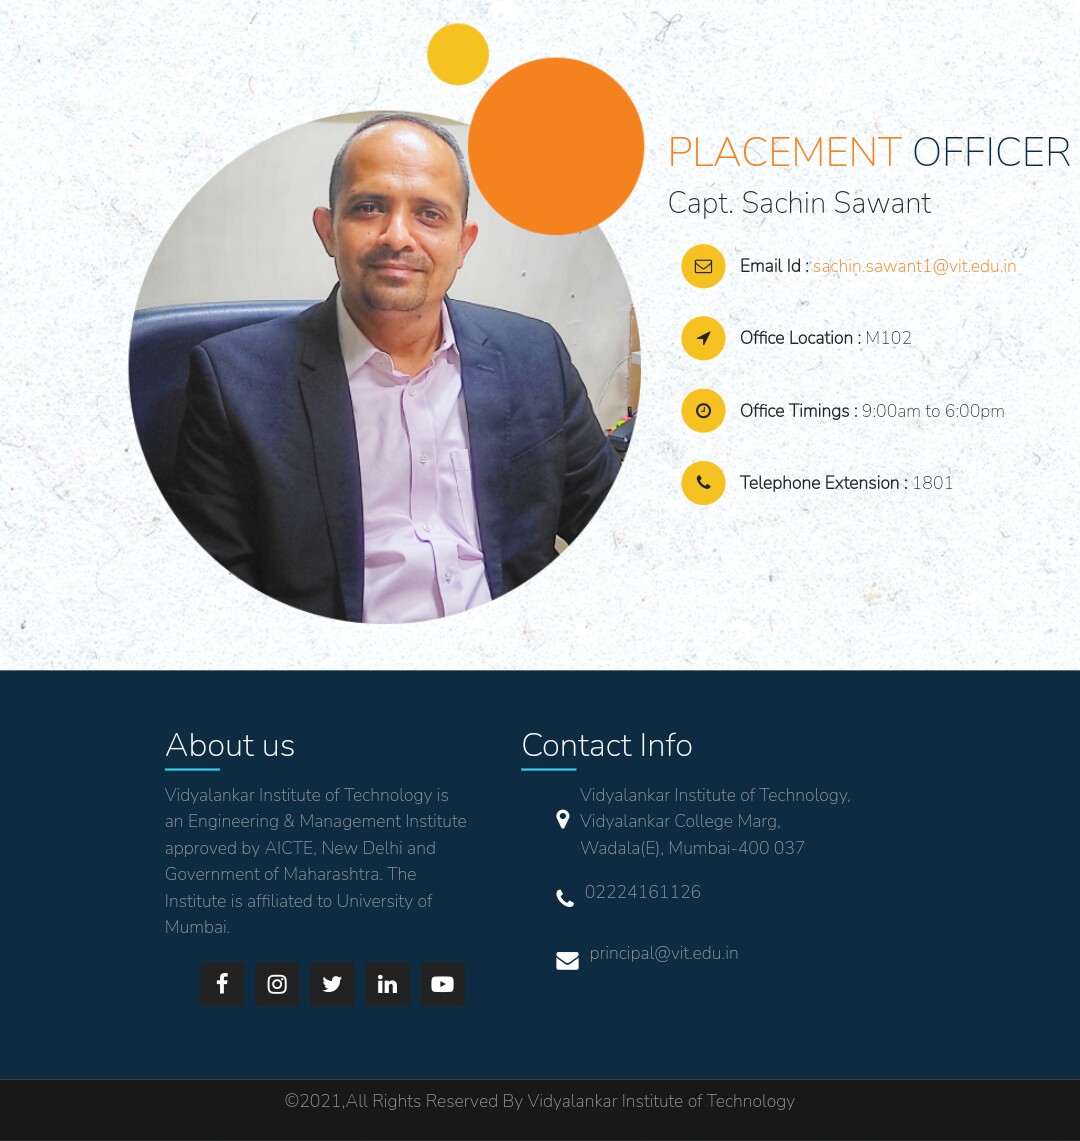 PLACEMENT OFFICER
Capt. Sachin Sawant
Email Id : sachin.sawant1@vit.edu.in
Office Location : M102
Office Timings : 9:00am to 6:00pm
Telephone Extension : 1801
About us
Vidyalankar Institute of Technology is
an Engineering & Management Institute
approved by AICTE, New Delhi and
Government of Maharashtra. The
Institute is affiliated to University of
Mumbai.
Contact Info
Vidyalankar Institute of Technology,
Vidyalankar College Marg,
Wadala(E), Mumbai-400 037
02224161126
principal@vit.edu.in
©2021,All Rights Reserved By Vidyalankar Institute of Technology